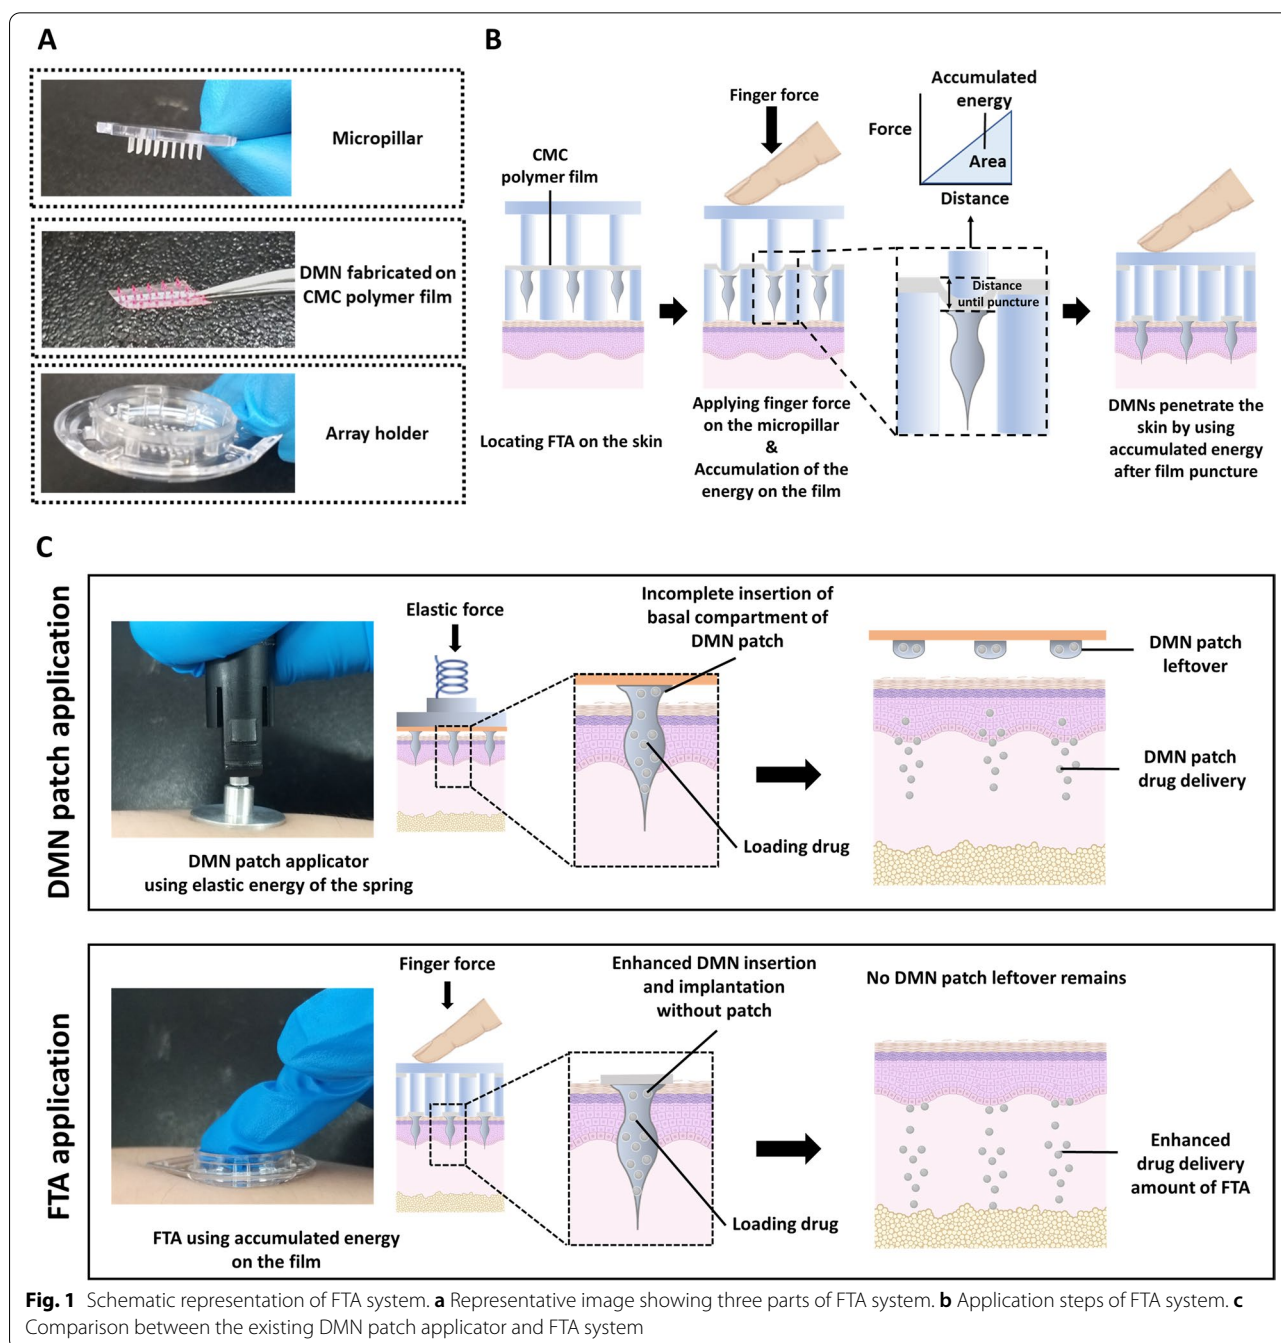 A
Micropillar
DMN fabricated on
CMC polymer film
Array holder
B
CMC
polymer film
Locating FTA on the skin
Finger force
Applying finger force
on the micropillar
&
Accumulation of the
energy on the film
Accumulated
energy
Force
Area
Distance
Distance
until puncture
DMNs penetrate the
skin by using
accumulated energy
after film puncture
C
DMN patch application
DMN patch applicator
using elastic energy of the spring
Elastic force
Incomplete insertion of
basal compartment of
DMN patch
Loading drug
DMN patch
leftover
DMN patch
drug delivery
FTA application
FTA using accumulated energy
on the film
Finger force
Enhanced DMN insertion
and implantation
without patch
Loading drug
No DMN patch leftover remains
Enhanced
drug delivery
amount of FTA
Fig. 1 Schematic representation of FTA system. a Representative image showing three parts of FTA system. b Application steps of FTA system. c
Comparison between the existing DMN patch applicator and FTA system